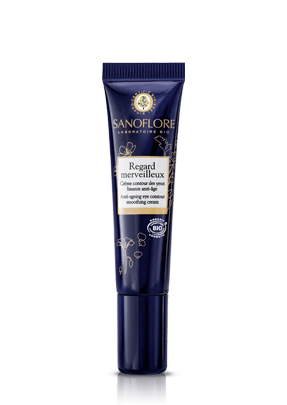 SANOFLORE
LABORATOIRE BIO
Regard
merveilleux
Crème contour des yeux
lissante anti-âge
Anti-ageing eye contour
smoothing cream
BIO